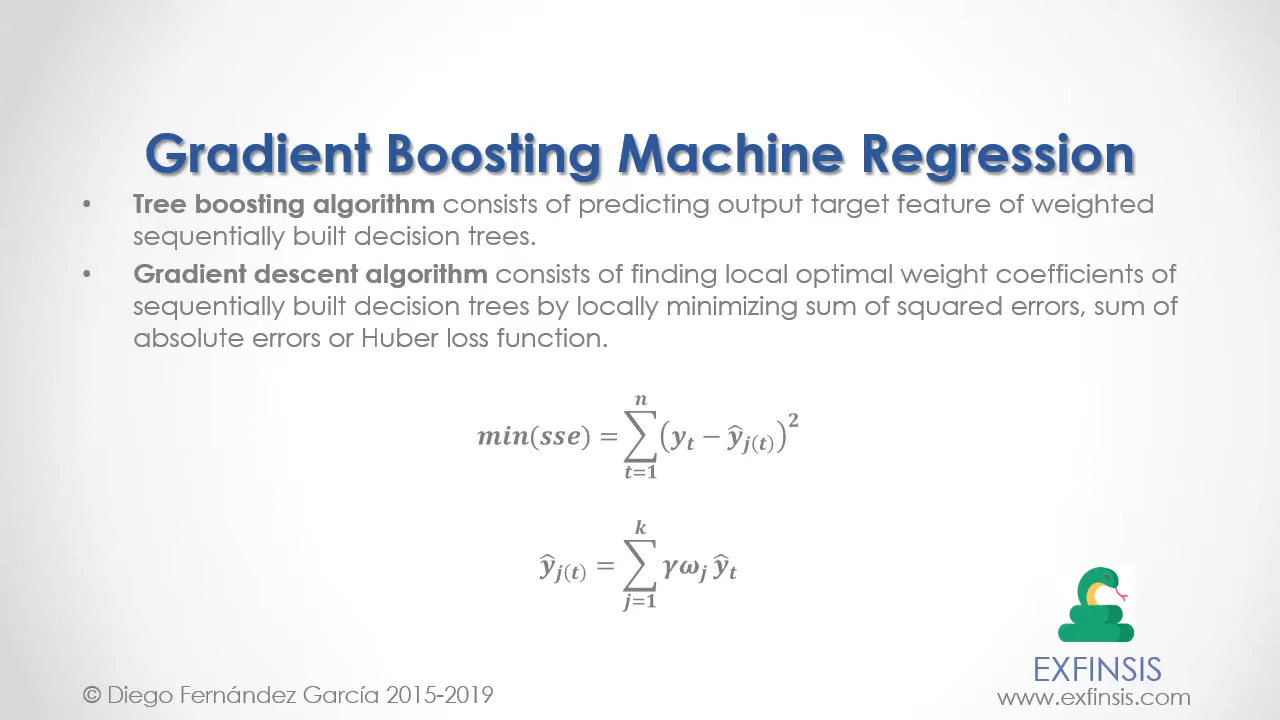 Gradient Boosting Machine Regression
• Tree boosting algorithm consists of predicting output target feature of weighted
sequentially built decision trees.
• Gradient descent algorithm consists of finding local optimal weight coefficients of
sequentially built decision trees by locally minimizing sum of squared errors, sum of
absolute errors or Huber loss function.
min(sse) = ∑_{t=1}^{n} (y_t − ŷ_{j(t)})^2
ŷ_{j(t)} = ∑_{j=1}^{k} γω_j ŷ_t
EXFINSIS
www.exfinsis.com
© Diego Fernández García 2015-2019